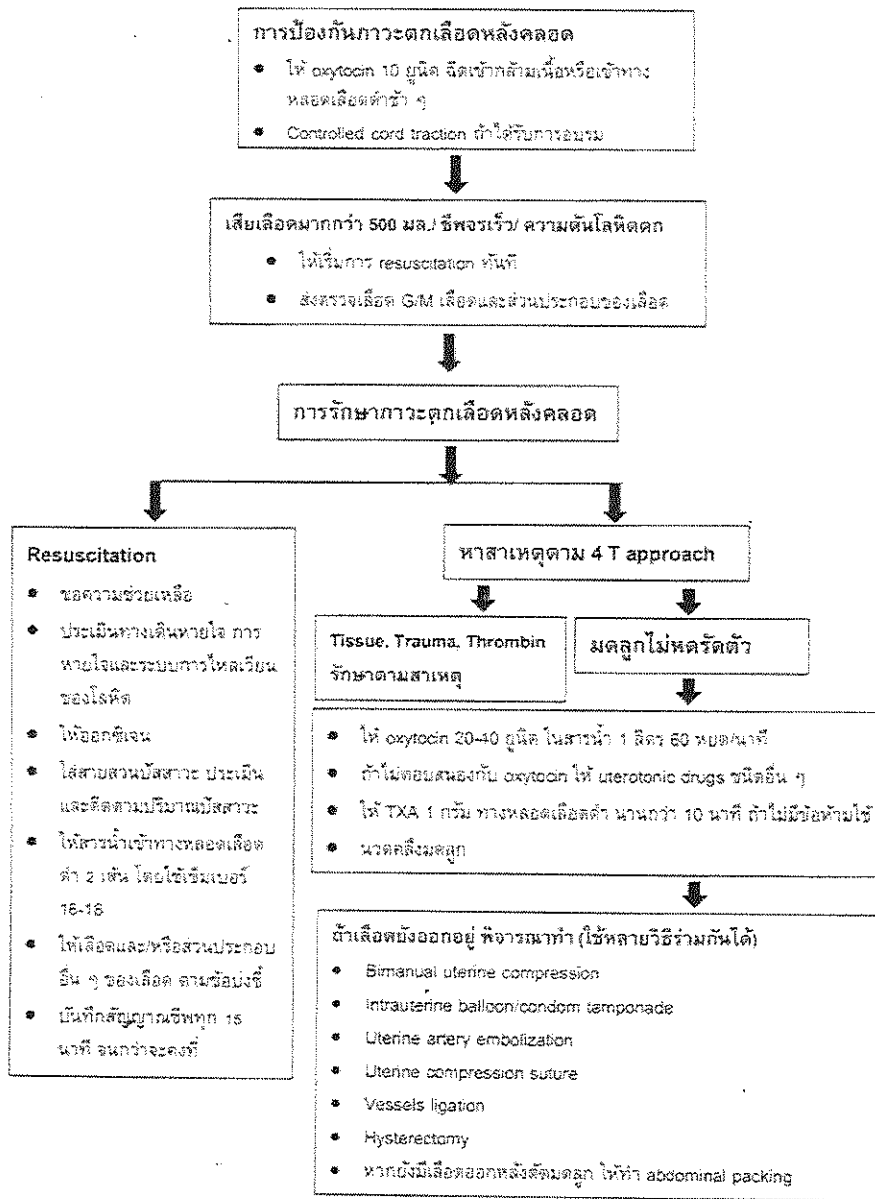 การป้องกันภาวะตกเลือดหลังคลอด
● ให้ oxytocin 10 ยูนิต ฉีดเข้ากล้ามเนื้อหรือเข้าทาง
หลอดเลือดดำช้า ๆ
● Controlled cord traction ถ้าได้รับการอบรม
เสียเลือดมากกว่า 500 มล./ ชีพจรเร็ว/ ความดันโลหิตตก
● ให้เริ่มการ resuscitation ทันที
● ส่งตรวจเลือด G/M เลือดและส่วนประกอบของเลือด
การรักษาภาวะตกเลือดหลังคลอด
Resuscitation
● ขอความช่วยเหลือ
● ประเมินทางเดินหายใจ การ
หายใจและระบบการไหลเวียน
ของโลหิต
● ให้ออกซิเจน
● ใส่สายสวนปัสสาวะ ประเมิน
และติดตามปริมาณปัสสาวะ
● ให้สารน้ำเข้าทางหลอดเลือด
ดำ 2 เส้น โดยใช้เข็มเบอร์
16-18
● ให้เลือดและ/หรือส่วนประกอบ
อื่น ๆ ของเลือด ตามข้อบ่งชี้
● บันทึกสัญญาณชีพทุก 15
นาที จนกว่าจะคงที่
หาสาเหตุตาม 4 T approach
Tissue, Trauma, Thrombin
รักษาตามสาเหตุ
มดลูกไม่หดรัดตัว
● ให้ oxytocin 20-40 ยูนิต ในสารน้ำ 1 ลิตร 60 หยด/นาที
● ถ้าไม่ตอบสนองกับ oxytocin ให้ uterotonic drugs ชนิดอื่น ๆ
● ให้ TXA 1 กรัม ทางหลอดเลือดดำ นานกว่า 10 นาที ถ้าไม่มีข้อห้ามใช้
● นวดคลึงมดลูก
ถ้าเลือดยังออกอยู่ พิจารณาทำ (ใช้หลายวิธีร่วมกันได้)
● Bimanual uterine compression
● Intrauterine balloon/condom tamponade
● Uterine artery embolization
● Uterine compression suture
● Vessels ligation
● Hysterectomy
● หากยังมีเลือดออกหลังตัดมดลูก ให้ทำ abdominal packing